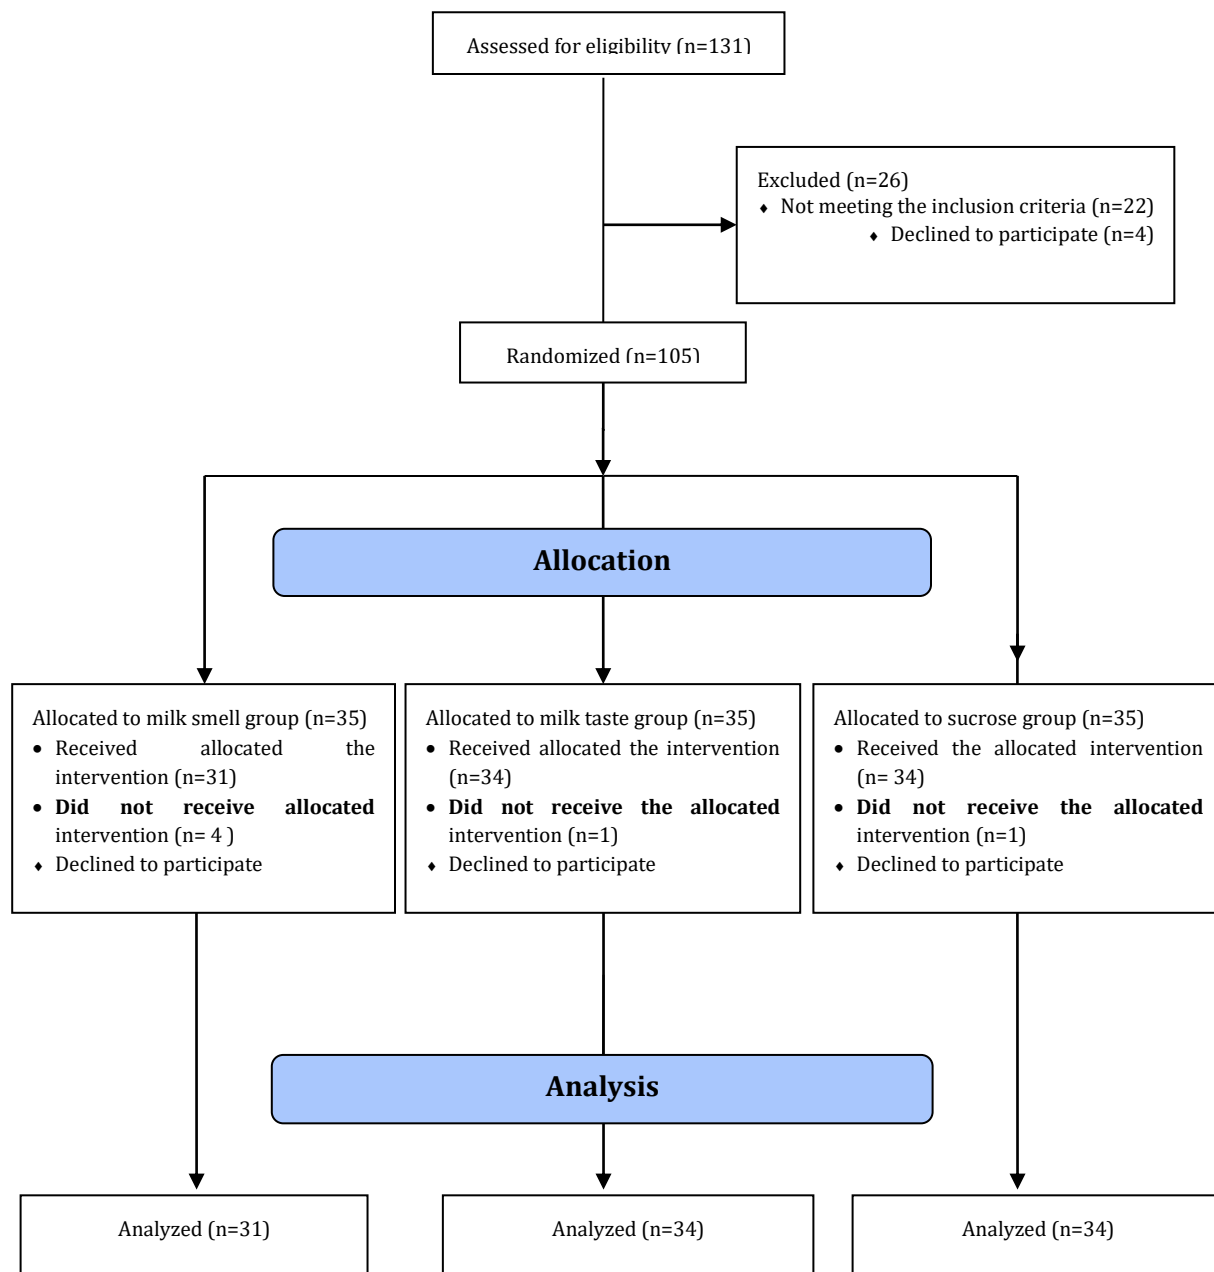 Assessed for eligibility (n=131)
Excluded (n=26)
⬧ Not meeting the inclusion criteria (n=22)
⬧ Declined to participate (n=4)
Randomized (n=105)
Allocation
Allocated to milk smell group (n=35)
• Received allocated the
intervention (n=31)
• Did not receive allocated
intervention (n= 4 )
⬧ Declined to participate
Allocated to milk taste group (n=35)
• Received allocated the intervention
(n=34)
• Did not receive the allocated
intervention (n=1)
⬧ Declined to participate
Allocated to sucrose group (n=35)
• Received the allocated intervention
(n= 34)
• Did not receive the allocated
intervention (n=1)
⬧ Declined to participate
Analysis
Analyzed (n=31)
Analyzed (n=34)
Analyzed (n=34)